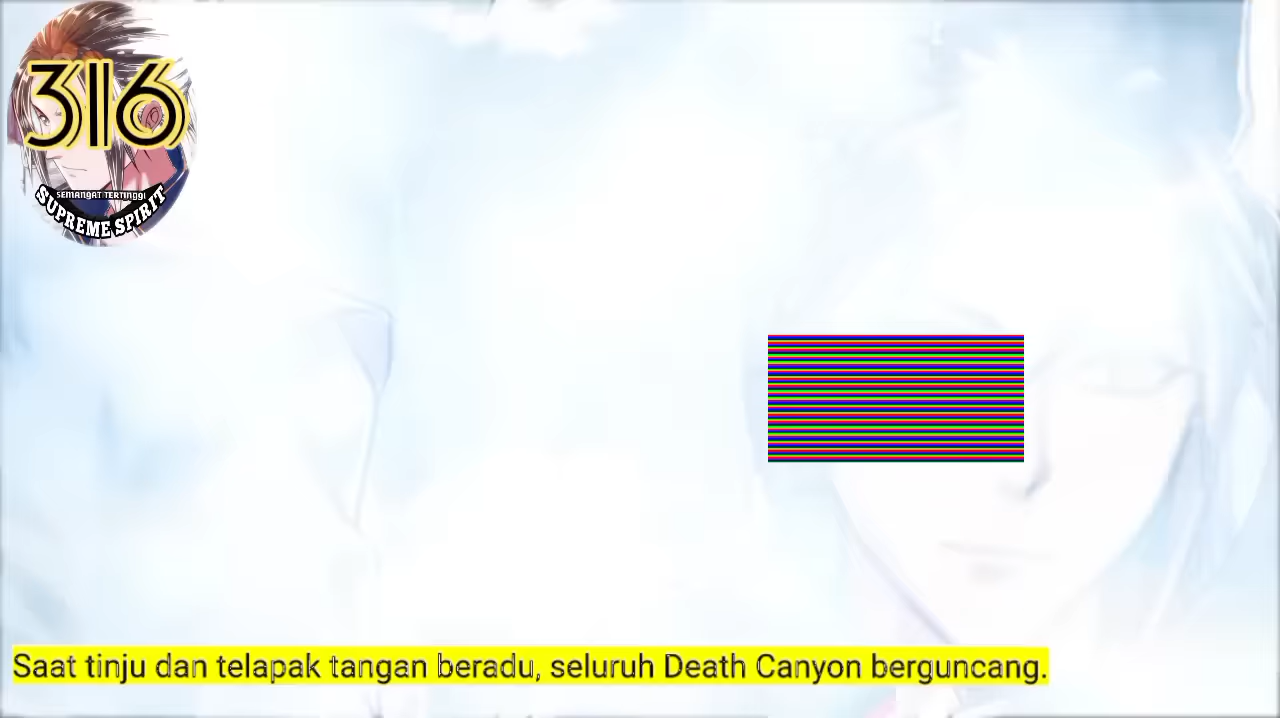 316
SEMANGAT TERTINGGI
SUPREME SPIRIT
Saat tinju dan telapak tangan beradu, seluruh Death Canyon berguncang.